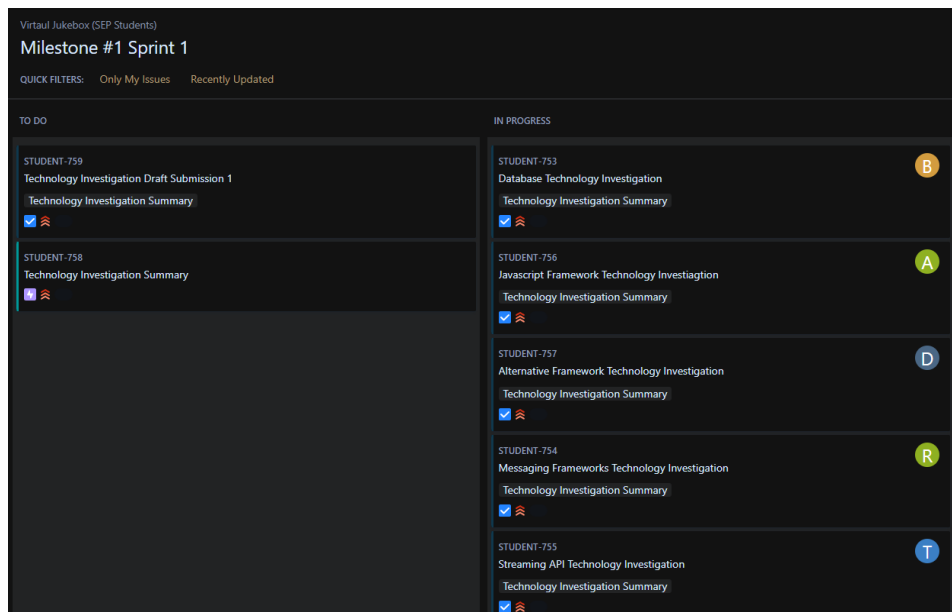 Virtaul Jukebox (SEP Students)
Milestone #1 Sprint 1
QUICK FILTERS: Only My Issues Recently Updated
TO DO
STUDENT-759
Technology Investigation Draft Submission 1
Technology Investigation Summary
STUDENT-758
Technology Investigation Summary
IN PROGRESS
STUDENT-753
B
Database Technology Investigation
Technology Investigation Summary
STUDENT-756
A
Javascript Framework Technology Investiagtion
Technology Investigation Summary
STUDENT-757
D
Alternative Framework Technology Investigation
Technology Investigation Summary
STUDENT-754
R
Messaging Frameworks Technology Investigation
Technology Investigation Summary
STUDENT-755
T
Streaming API Technology Investigation
Technology Investigation Summary